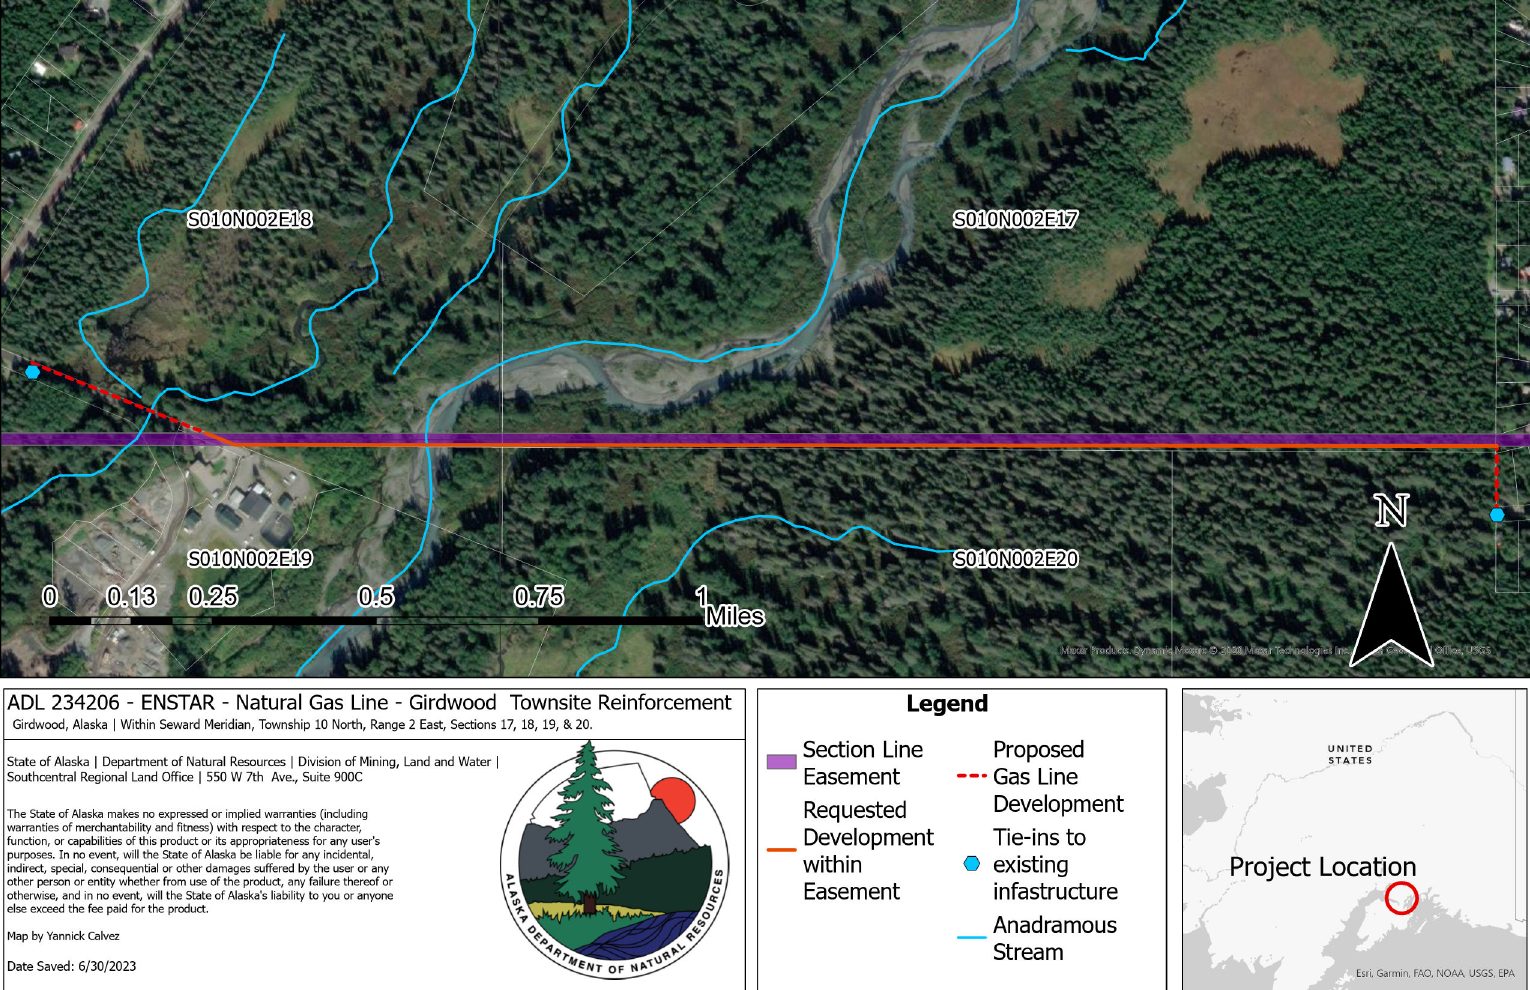 S010N002E18
S010N002E17
S010N002E19
S010N002E20
N
0 0.13 0.25 0.5 0.75 1
Miles
Maxar Products. Dynamic Mosaic © 2023 Maxar Technologies Inc. Office, USGS
ADL 234206 - ENSTAR - Natural Gas Line - Girdwood Townsite Reinforcement
Girdwood, Alaska | Within Seward Meridian, Township 10 North, Range 2 East, Sections 17, 18, 19, & 20.
State of Alaska | Department of Natural Resources | Division of Mining, Land and Water |
Southcentral Regional Land Office | 550 W 7th Ave., Suite 900C
The State of Alaska makes no expressed or implied warranties (including
warranties of merchantability and fitness) with respect to the character,
function, or capabilities of this product or its appropriateness for any user's
purposes. In no event, will the State of Alaska be liable for any incidental,
indirect, special, consequential or other damages suffered by the user or any
other person or entity whether from use of the product, any failure thereof or
otherwise, and in no event, will the State of Alaska's liability to you or anyone
else exceed the fee paid for the product.
Map by Yannick Calvez
Date Saved: 6/30/2023
ALASKA DEPARTMENT OF NATURAL RESOURCES
Legend
Section Line
Easement
Requested
Development
within
Easement
Proposed
Gas Line
Development
Tie-ins to
existing
infastructure
Anadramous
Stream
UNITED
STATES
Project Location
Esri, Garmin, FAO, NOAA, USGS, EPA